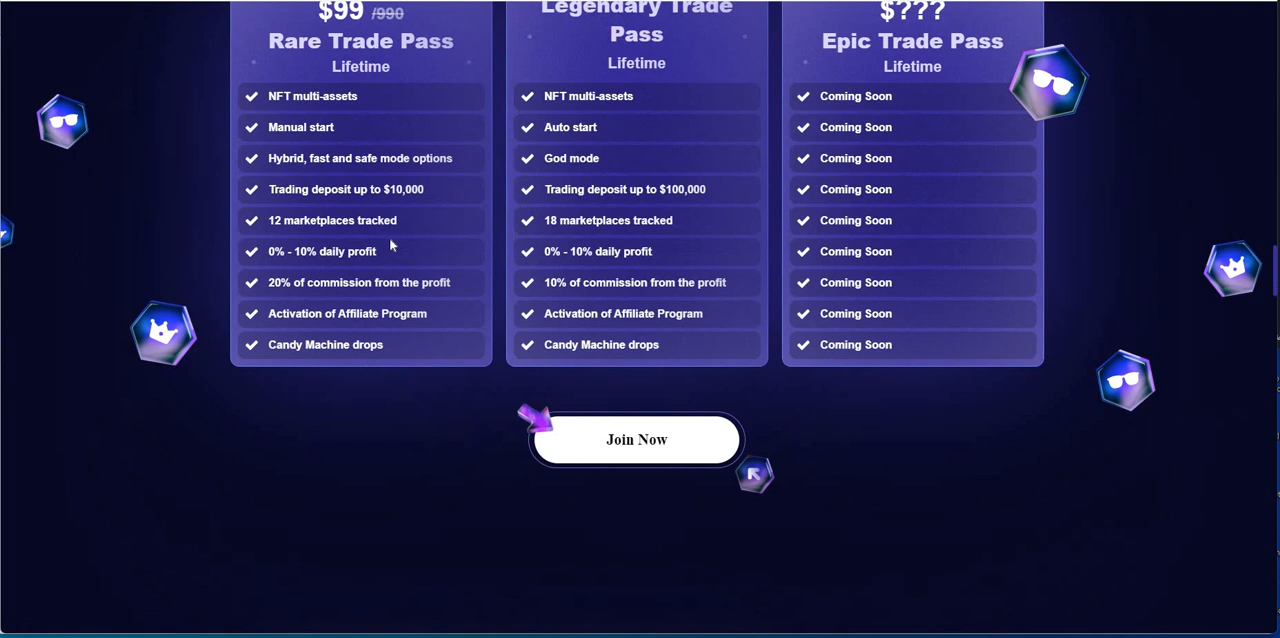 $99 /990
Rare Trade Pass
Lifetime
NFT multi-assets
Manual start
Hybrid, fast and safe mode options
Trading deposit up to $10,000
12 marketplaces tracked
0% - 10% daily profit
20% of commission from the profit
Activation of Affiliate Program
Candy Machine drops
Legendary Trade
Pass
Lifetime
NFT multi-assets
Auto start
God mode
Trading deposit up to $100,000
18 marketplaces tracked
0% - 10% daily profit
10% of commission from the profit
Activation of Affiliate Program
Candy Machine drops
$???
Epic Trade Pass
Lifetime
Coming Soon
Coming Soon
Coming Soon
Coming Soon
Coming Soon
Coming Soon
Coming Soon
Coming Soon
Coming Soon
Join Now